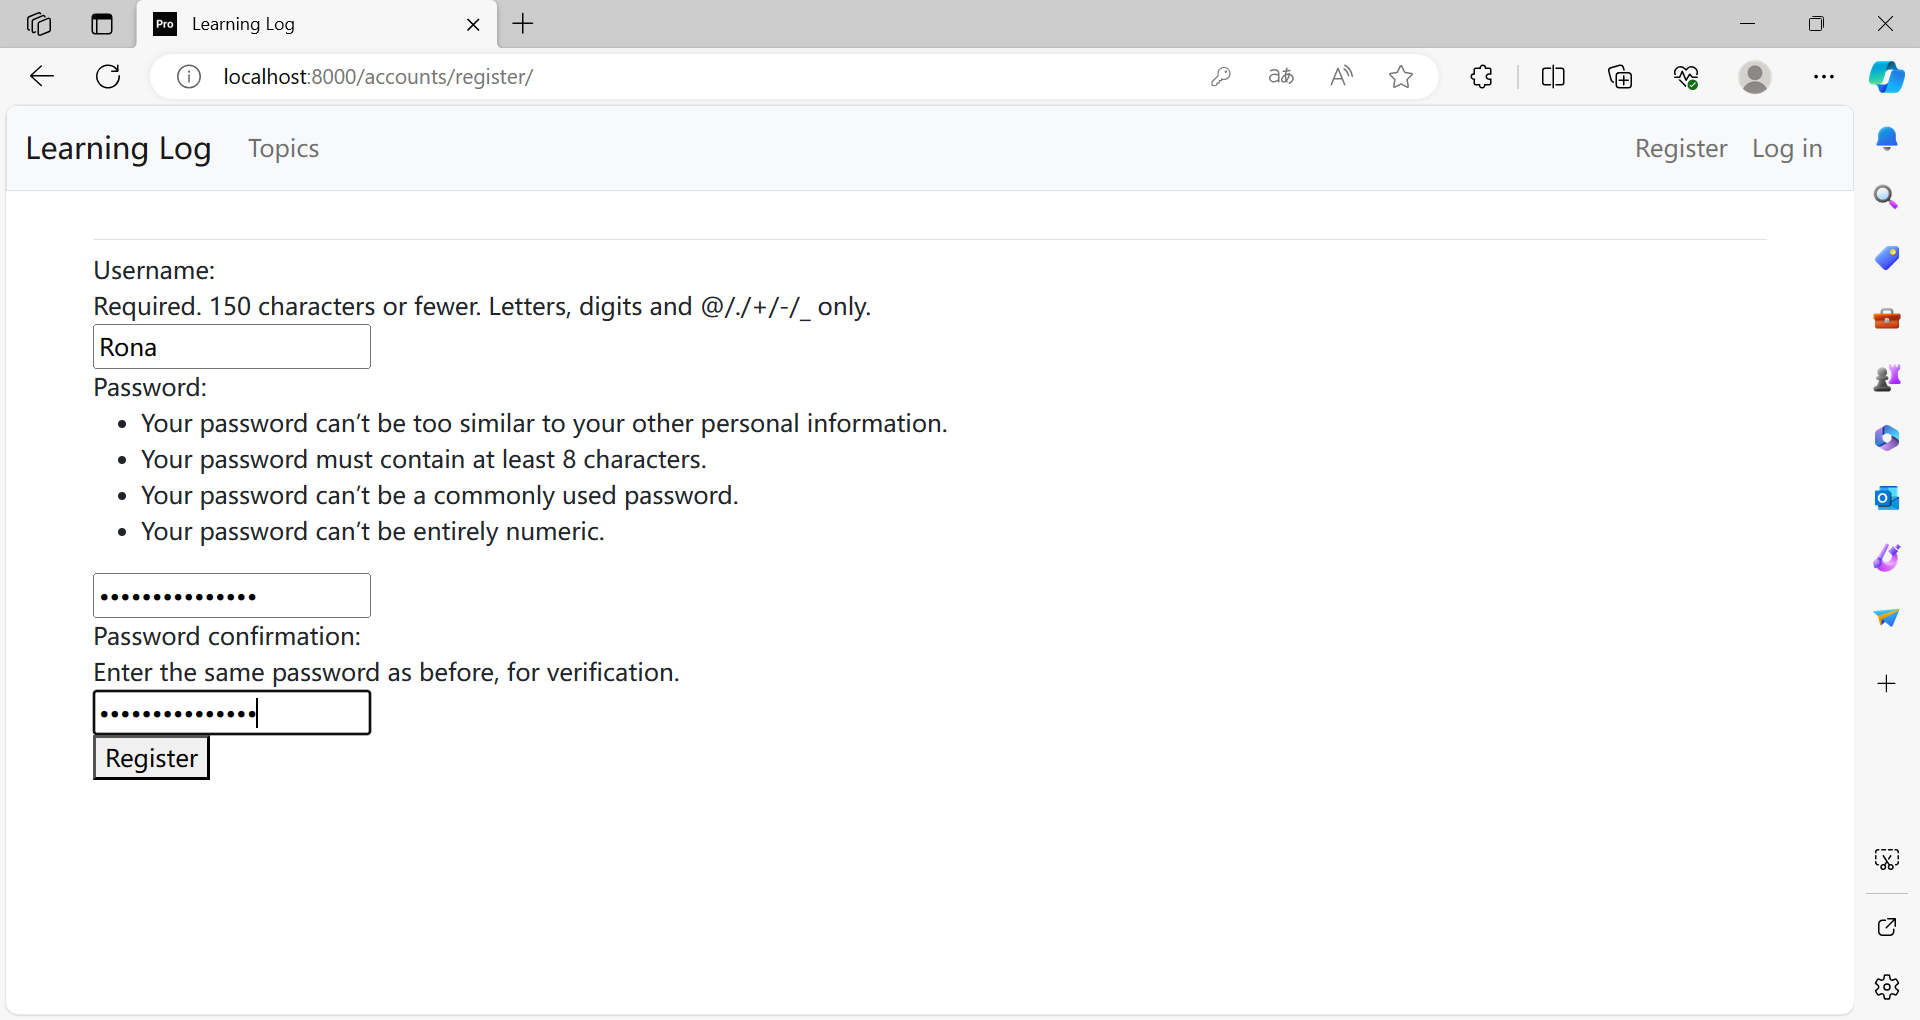 Pro Learning Log
localhost:8000/accounts/register/
Learning Log Topics Register Log in
Username:
Required. 150 characters or fewer. Letters, digits and @/./+/-/_ only.
Rona
Password:
• Your password can’t be too similar to your other personal information.
• Your password must contain at least 8 characters.
• Your password can’t be a commonly used password.
• Your password can’t be entirely numeric.
•••••••••••••••
Password confirmation:
Enter the same password as before, for verification.
•••••••••••••••
Register